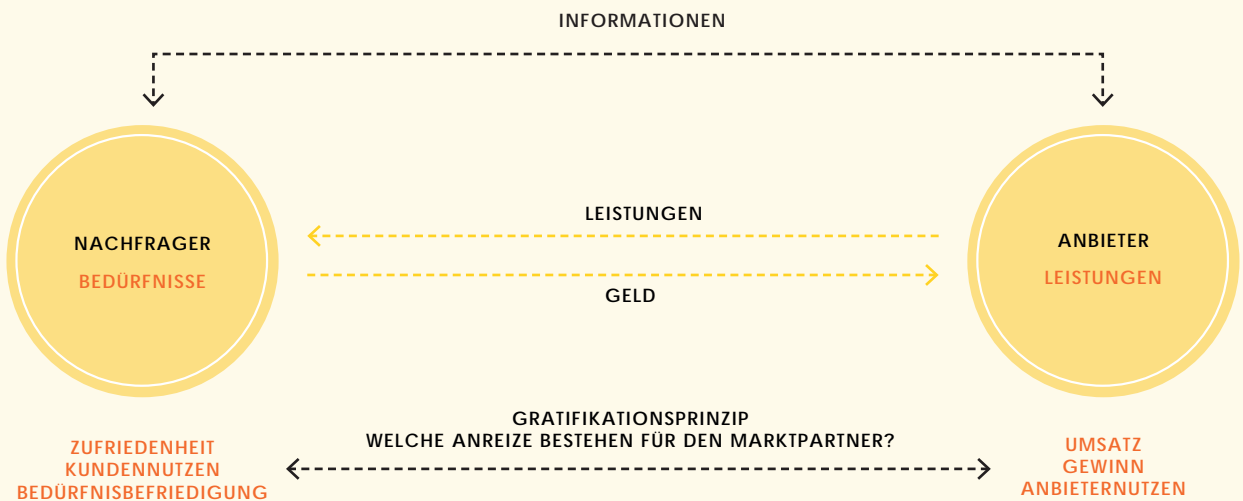 INFORMATIONEN
LEISTUNGEN
NACHFRAGER
BEDÜRFNISSE
ANBIETER
LEISTUNGEN
GELD
GRATIFIKATIONSPRINZIP
WELCHE ANREIZE BESTEHEN FÜR DEN MARKTPARTNER?
ZUFRIEDENHEIT
KUNDENNUTZEN
BEDÜRFNISBEFRIEDIGUNG
UMSATZ
GEWINN
ANBIETERNUTZEN